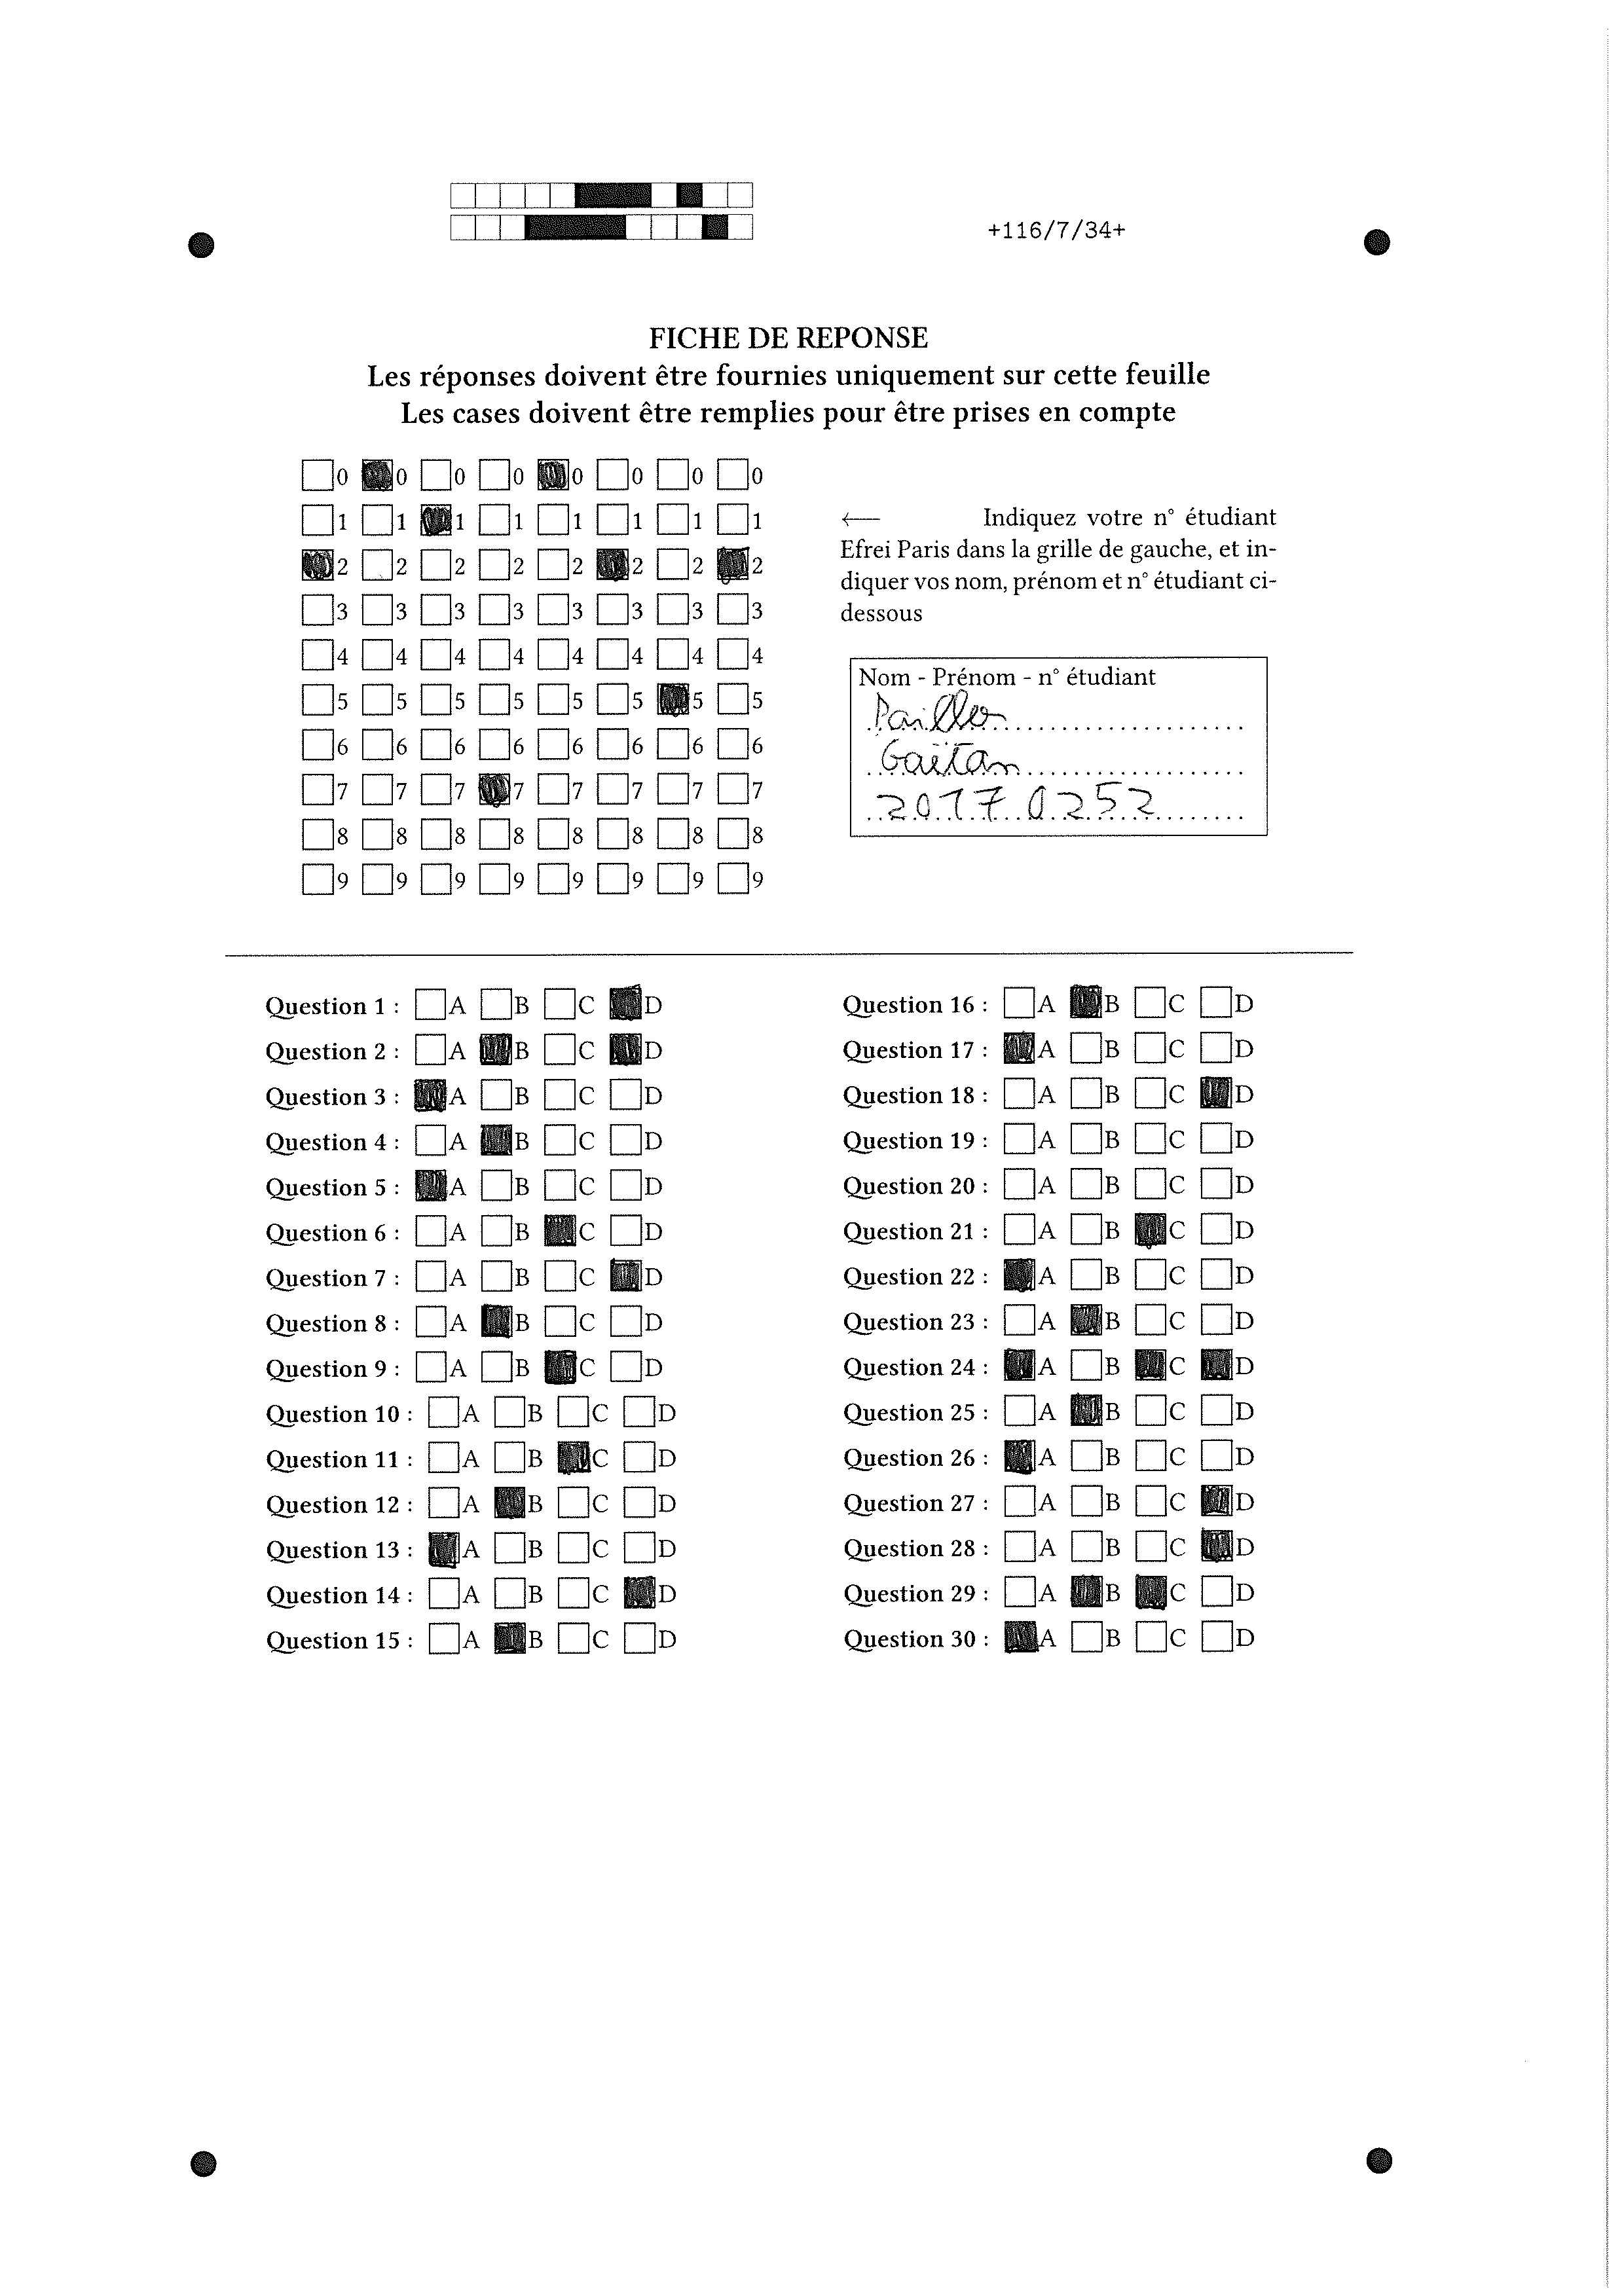 +116/7/34+
FICHE DE REPONSE
Les réponses doivent être fournies uniquement sur cette feuille
Les cases doivent être remplies pour être prises en compte
0 0 0 0 0 0 0 0
1 1 1 1 1 1 1 1
2 2 2 2 2 2 2 2
3 3 3 3 3 3 3 3
4 4 4 4 4 4 4 4
5 5 5 5 5 5 5 5
6 6 6 6 6 6 6 6
7 7 7 7 7 7 7 7
8 8 8 8 8 8 8 8
9 9 9 9 9 9 9 9
← Indiquez votre n° étudiant
Efrei Paris dans la grille de gauche, et in-
diquer vos nom, prénom et n° étudiant ci-
dessous
Nom - Prénom - n° étudiant
Gaëtan
20170252
Question 1 : A B C D
Question 2 : A B C D
Question 3 : A B C D
Question 4 : A B C D
Question 5 : A B C D
Question 6 : A B C D
Question 7 : A B C D
Question 8 : A B C D
Question 9 : A B C D
Question 10 : A B C D
Question 11 : A B C D
Question 12 : A B C D
Question 13 : A B C D
Question 14 : A B C D
Question 15 : A B C D
Question 16 : A B C D
Question 17 : A B C D
Question 18 : A B C D
Question 19 : A B C D
Question 20 : A B C D
Question 21 : A B C D
Question 22 : A B C D
Question 23 : A B C D
Question 24 : A B C D
Question 25 : A B C D
Question 26 : A B C D
Question 27 : A B C D
Question 28 : A B C D
Question 29 : A B C D
Question 30 : A B C D